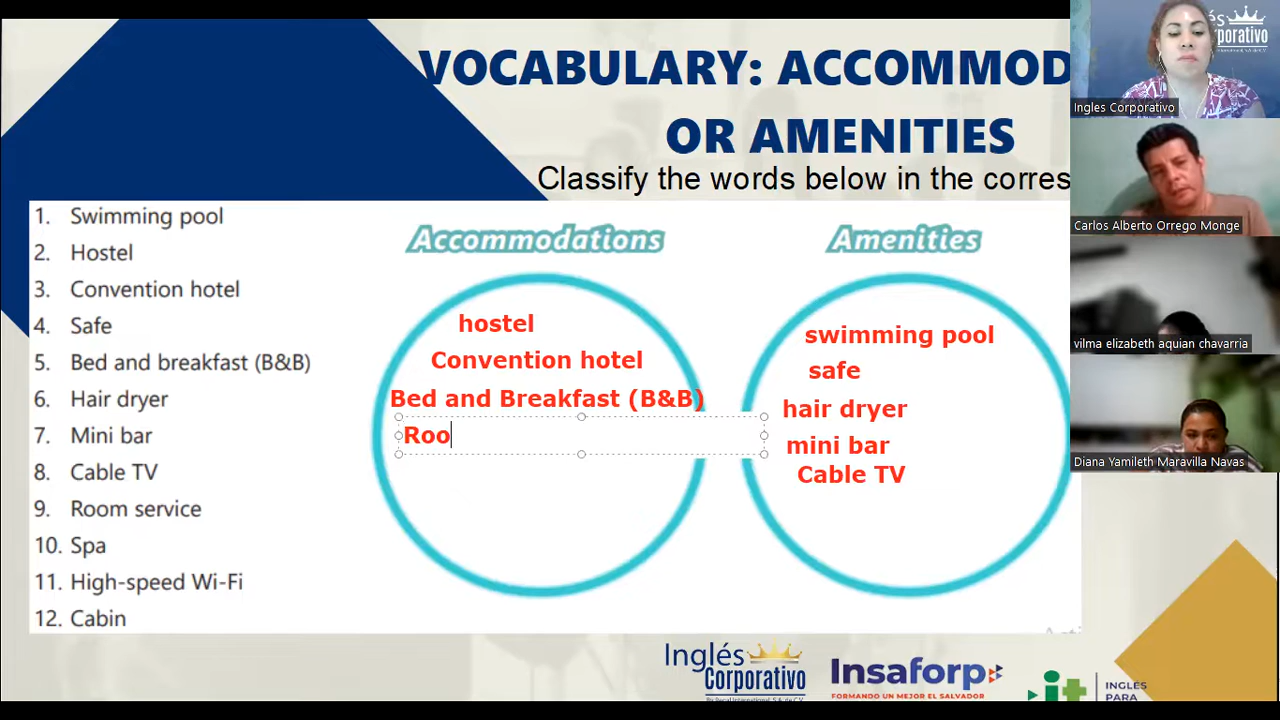 VOCABULARY: ACCOMMOD
OR AMENITIES
Classify the words below in the corres
1. Swimming pool
2. Hostel
3. Convention hotel
4. Safe
5. Bed and breakfast (B&B)
6. Hair dryer
7. Mini bar
8. Cable TV
9. Room service
10. Spa
11. High-speed Wi-Fi
12. Cabin
Accommodations
hostel
Convention hotel
Bed and Breakfast (B&B)
Roo
Amenities
swimming pool
safe
hair dryer
mini bar
Cable TV
Inglés
Corporativo
Insaforp
FORMANDO UN MEJOR EL SALVADOR
it
INGLÉS
PARA
Ingles Corporativo
Carlos Alberto Orrego Monge
vilma elizabeth aquian chavarria
Diana Yamileth Maravilla Navas